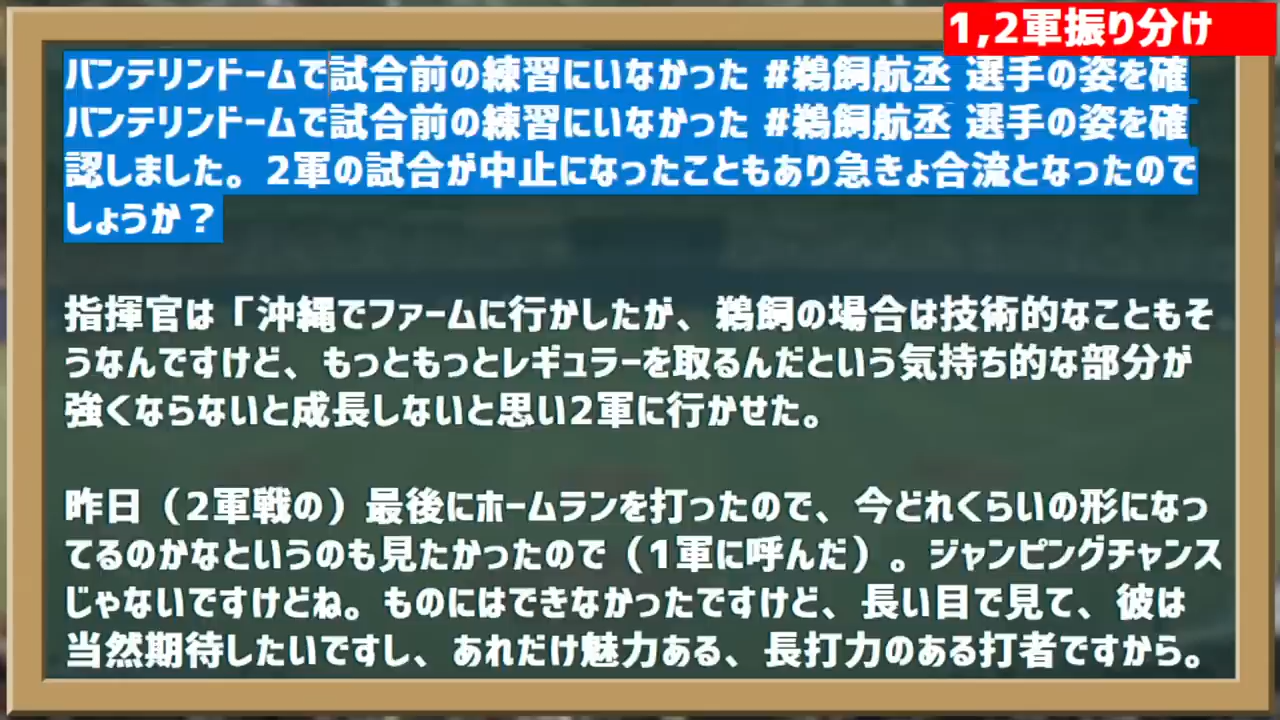 1,2軍振り分け
バンテリンドームで試合前の練習にいなかった #鵜飼航丞 選手の姿を確
バンテリンドームで試合前の練習にいなかった #鵜飼航丞 選手の姿を確
認しました。2軍の試合が中止になったこともあり急きょ合流となったので
しょうか？
指揮官は「沖縄でファームに行かしたが、鵜飼の場合は技術的なこともそ
うなんですけど、もっともっとレギュラーを取るんだという気持ち的な部分が
強くならないと成長しないと思い2軍に行かせた。
昨日（2軍戦の）最後にホームランを打ったので、今どれくらいの形になっ
てるのかなというのも見たかったので（1軍に呼んだ）。ジャンピングチャンス
じゃないですけどね。ものにはできなかったですけど、長い目で見て、彼は
当然期待したいですし、あれだけ魅力ある、長打力のある打者ですから。